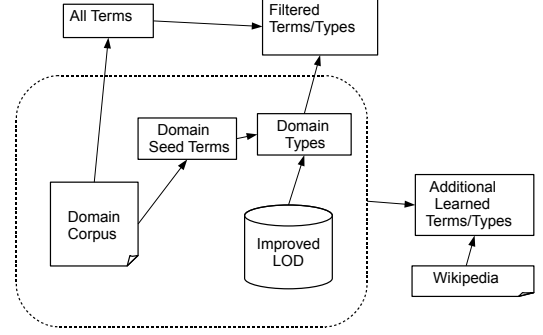 All Terms
Filtered
Terms/Types
Domain
Seed Terms
Domain
Types
Domain
Corpus
Improved
LOD
Additional
Learned
Terms/Types
Wikipedia